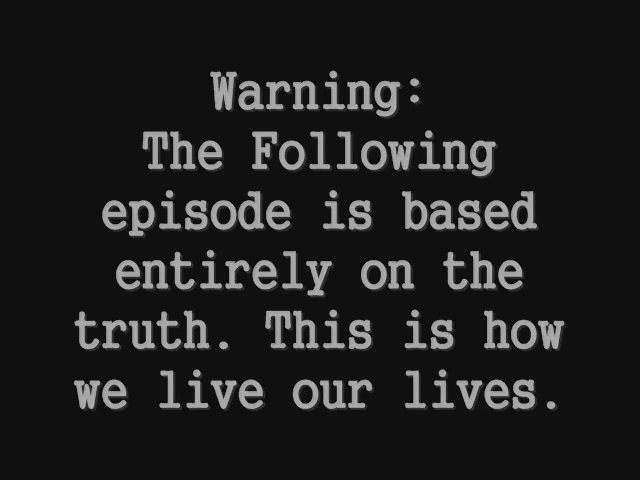 Warning:
The Following
episode is based
entirely on the
truth. This is how
we live our lives.